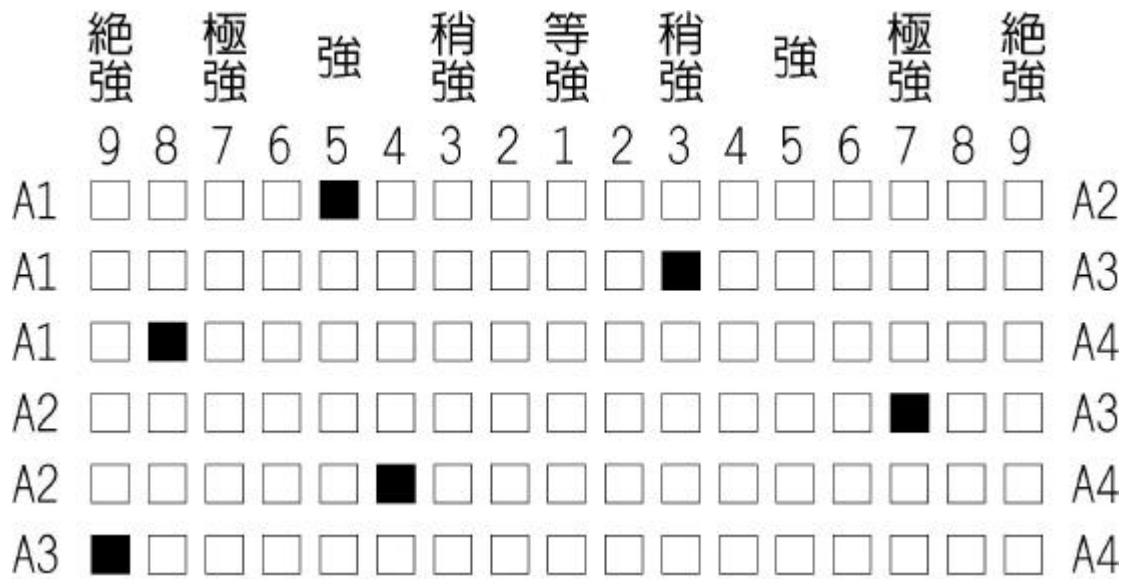 絶強 極強 強 稍強 等強 稍強 強 極強 絶強
9 8 7 6 5 4 3 2 1 2 3 4 5 6 7 8 9
A1 □ □ □ □ ■ □ □ □ □ □ □ □ □ □ □ □ □ A2
A1 □ □ □ □ □ □ □ □ □ □ ■ □ □ □ □ □ □ A3
A1 □ ■ □ □ □ □ □ □ □ □ □ □ □ □ □ □ □ A4
A2 □ □ □ □ □ □ □ □ □ □ □ □ □ □ ■ □ □ A3
A2 □ □ □ □ □ ■ □ □ □ □ □ □ □ □ □ □ □ A4
A3 ■ □ □ □ □ □ □ □ □ □ □ □ □ □ □ □ □ A4